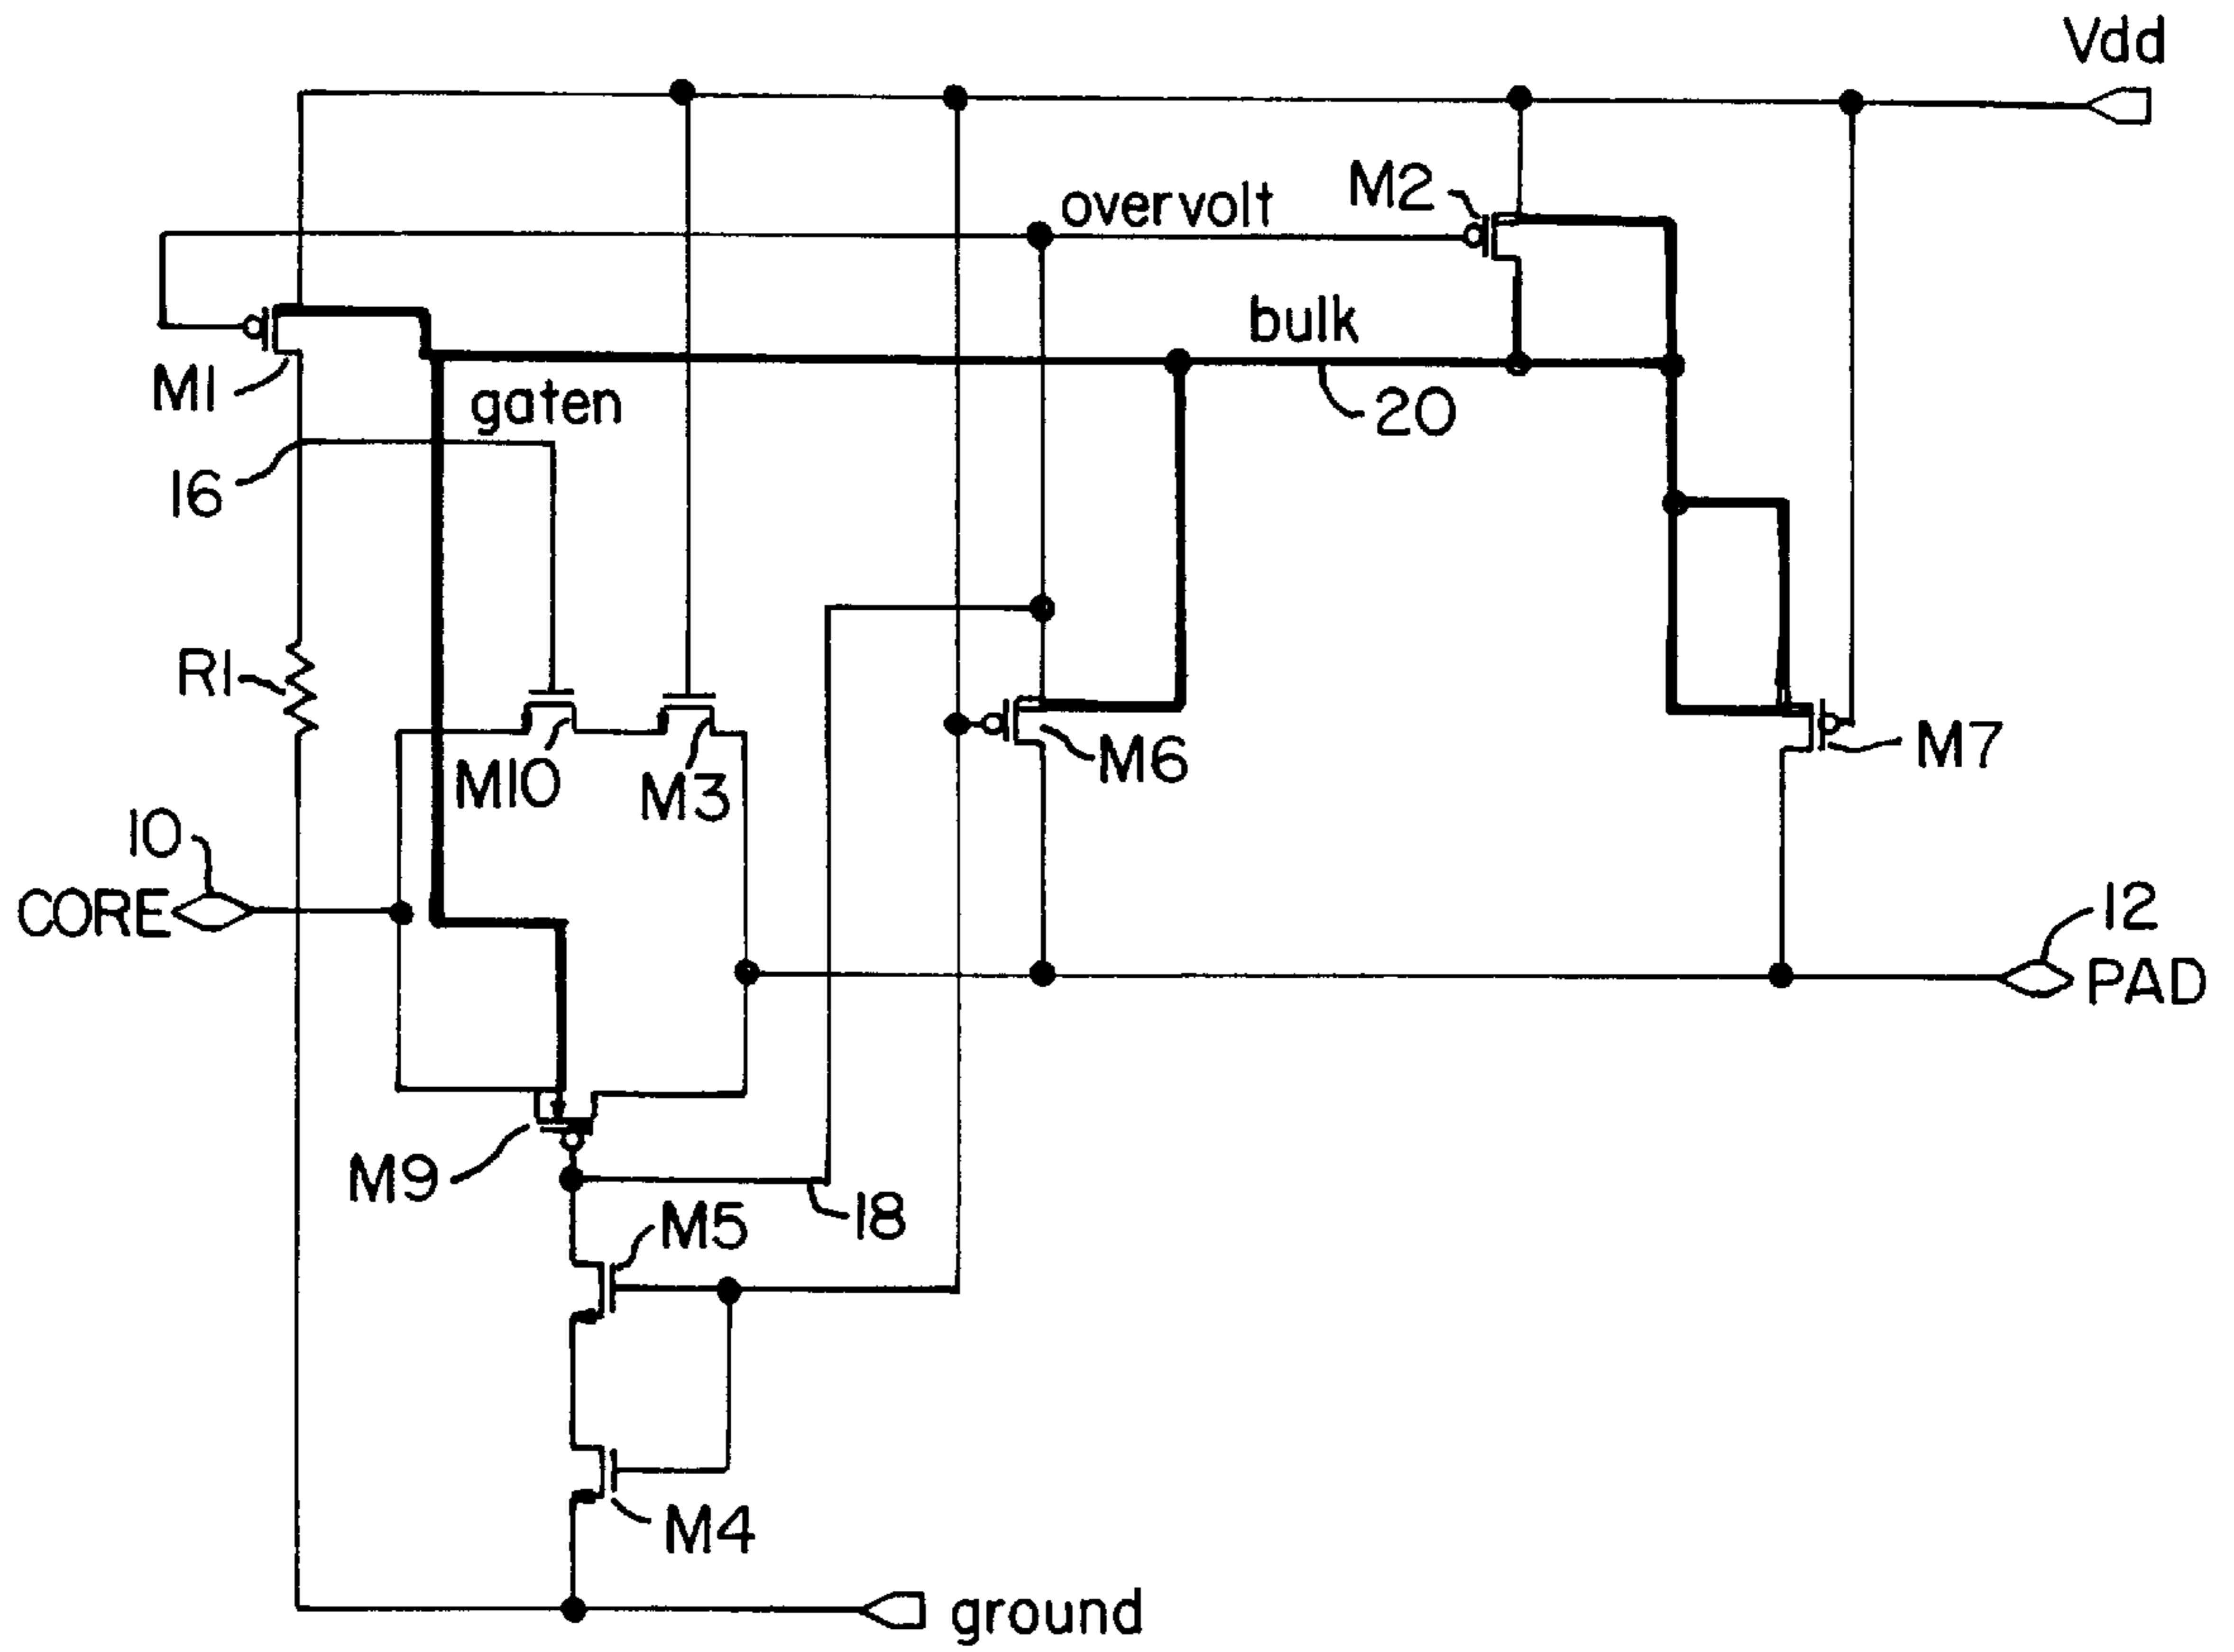 Vdd
M2
overvolt
bulk
M1
gaten
20
16
R1
M10
M3
M6
M7
10
CORE
12
PAD
M9
18
M5
M4
ground